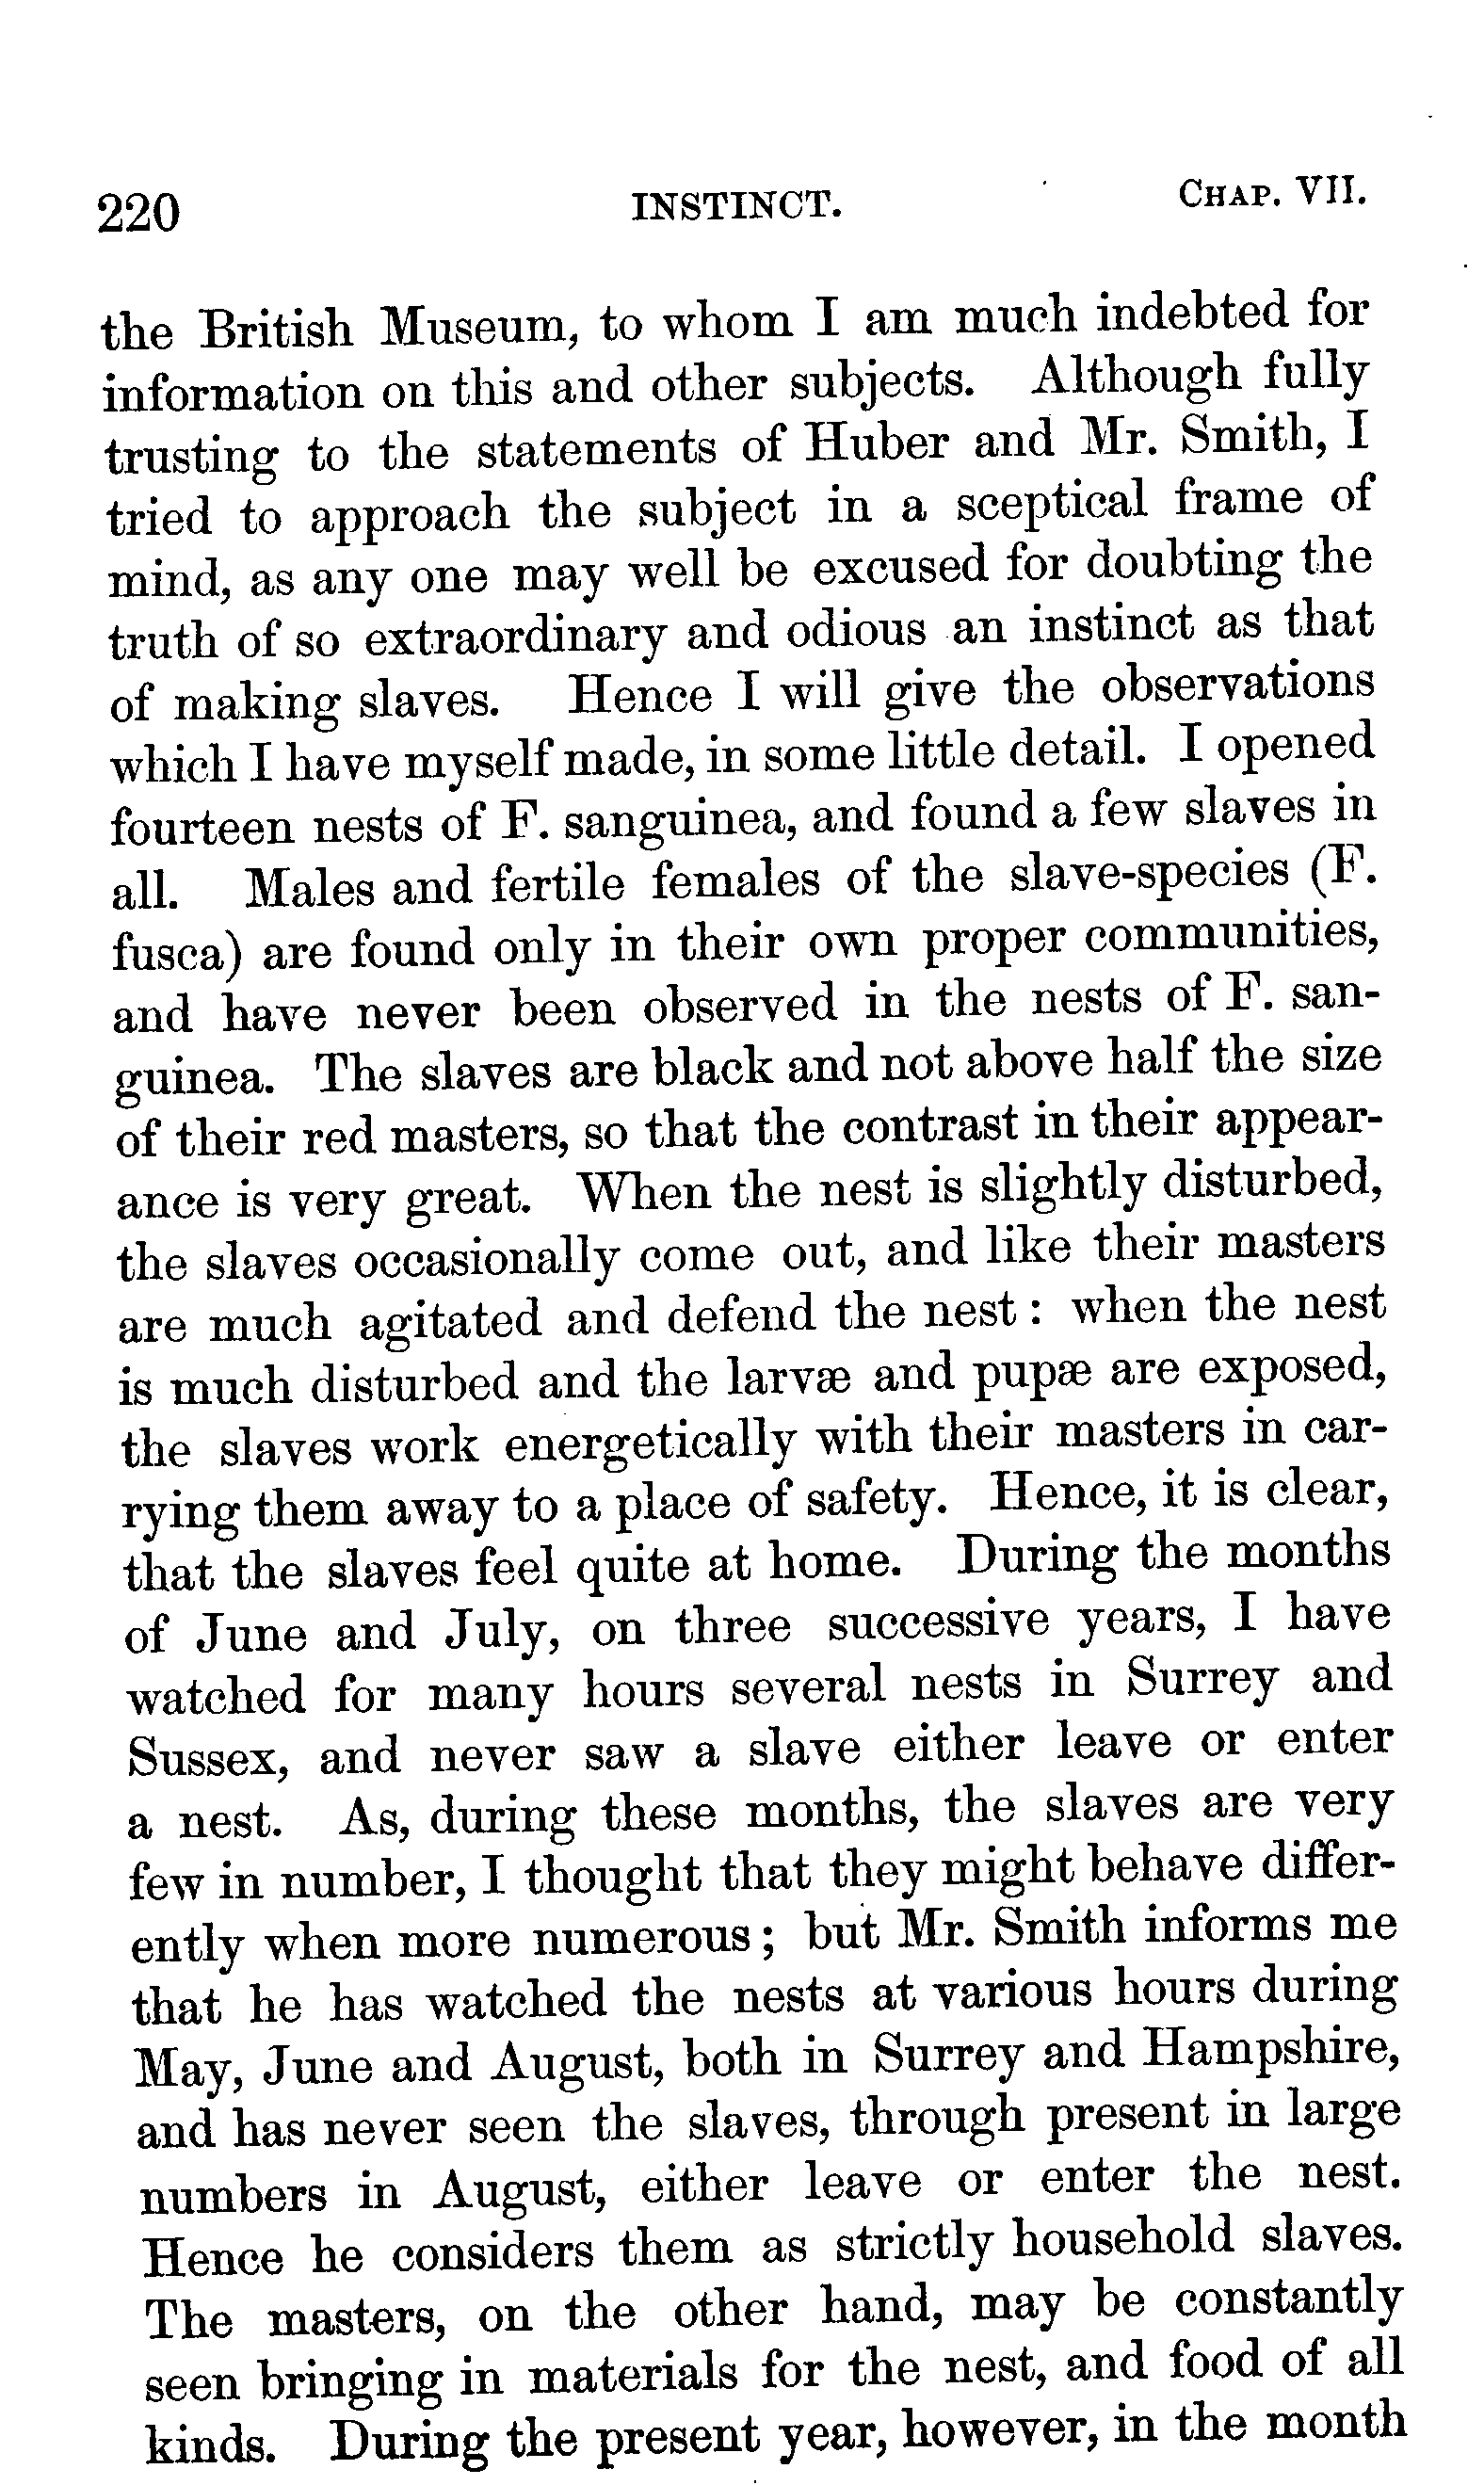 220 INSTINCT. CHAP. VII.
the British Museum, to whom I am much indebted for
information on this and other subjects. Although fully
trusting to the statements of Huber and Mr. Smith, I
tried to approach the subject in a sceptical frame of
mind, as any one may well be excused for doubting the
truth of so extraordinary and odious an instinct as that
of making slaves. Hence I will give the observations
which I have myself made, in some little detail. I opened
fourteen nests of F. sanguinea, and found a few slaves in
all. Males and fertile females of the slave-species (F.
fusca) are found only in their own proper communities,
and have never been observed in the nests of F. san-
guinea. The slaves are black and not above half the size
of their red masters, so that the contrast in their appear-
ance is very great. When the nest is slightly disturbed,
the slaves occasionally come out, and like their masters
are much agitated and defend the nest : when the nest
is much disturbed and the larvæ and pupæ are exposed,
the slaves work energetically with their masters in car-
rying them away to a place of safety. Hence, it is clear,
that the slaves feel quite at home. During the months
of June and July, on three successive years, I have
watched for many hours several nests in Surrey and
Sussex, and never saw a slave either leave or enter
a nest. As, during these months, the slaves are very
few in number, I thought that they might behave differ-
ently when more numerous ; but Mr. Smith informs me
that he has watched the nests at various hours during
May, June and August, both in Surrey and Hampshire,
and has never seen the slaves, through present in large
numbers in August, either leave or enter the nest.
Hence he considers them as strictly household slaves.
The masters, on the other hand, may be constantly
seen bringing in materials for the nest, and food of all
kinds. During the present year, however, in the month